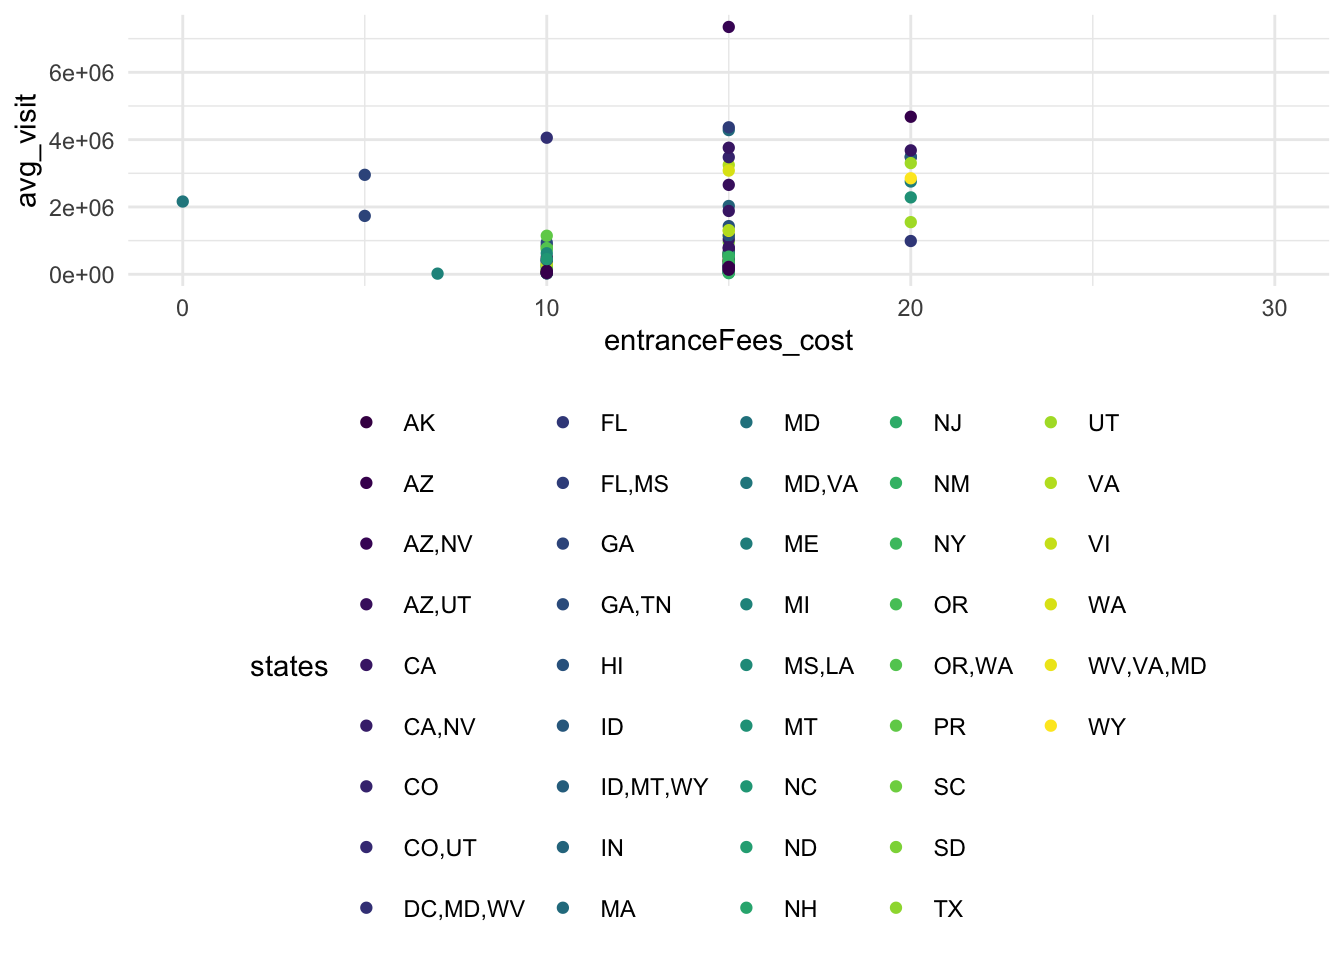 avg_visit
6e+06
4e+06
2e+06
0e+00
0 10 20 30
entranceFees_cost
states
AK FL MD NJ UT
AZ FL,MS MD,VA NM VA
AZ,NV GA ME NY VI
AZ,UT GA,TN MI OR WA
CA HI MS,LA OR,WA WV,VA,MD
CA,NV ID MT PR WY
CO ID,MT,WY NC SC
CO,UT IN ND SD
DC,MD,WV MA NH TX